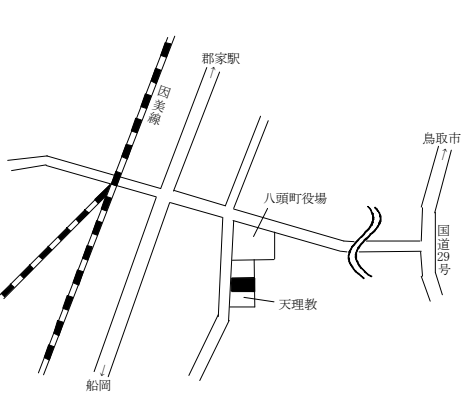 郡家駅
因美線
鳥取市
八頭町役場
国道29号
天理教
船岡